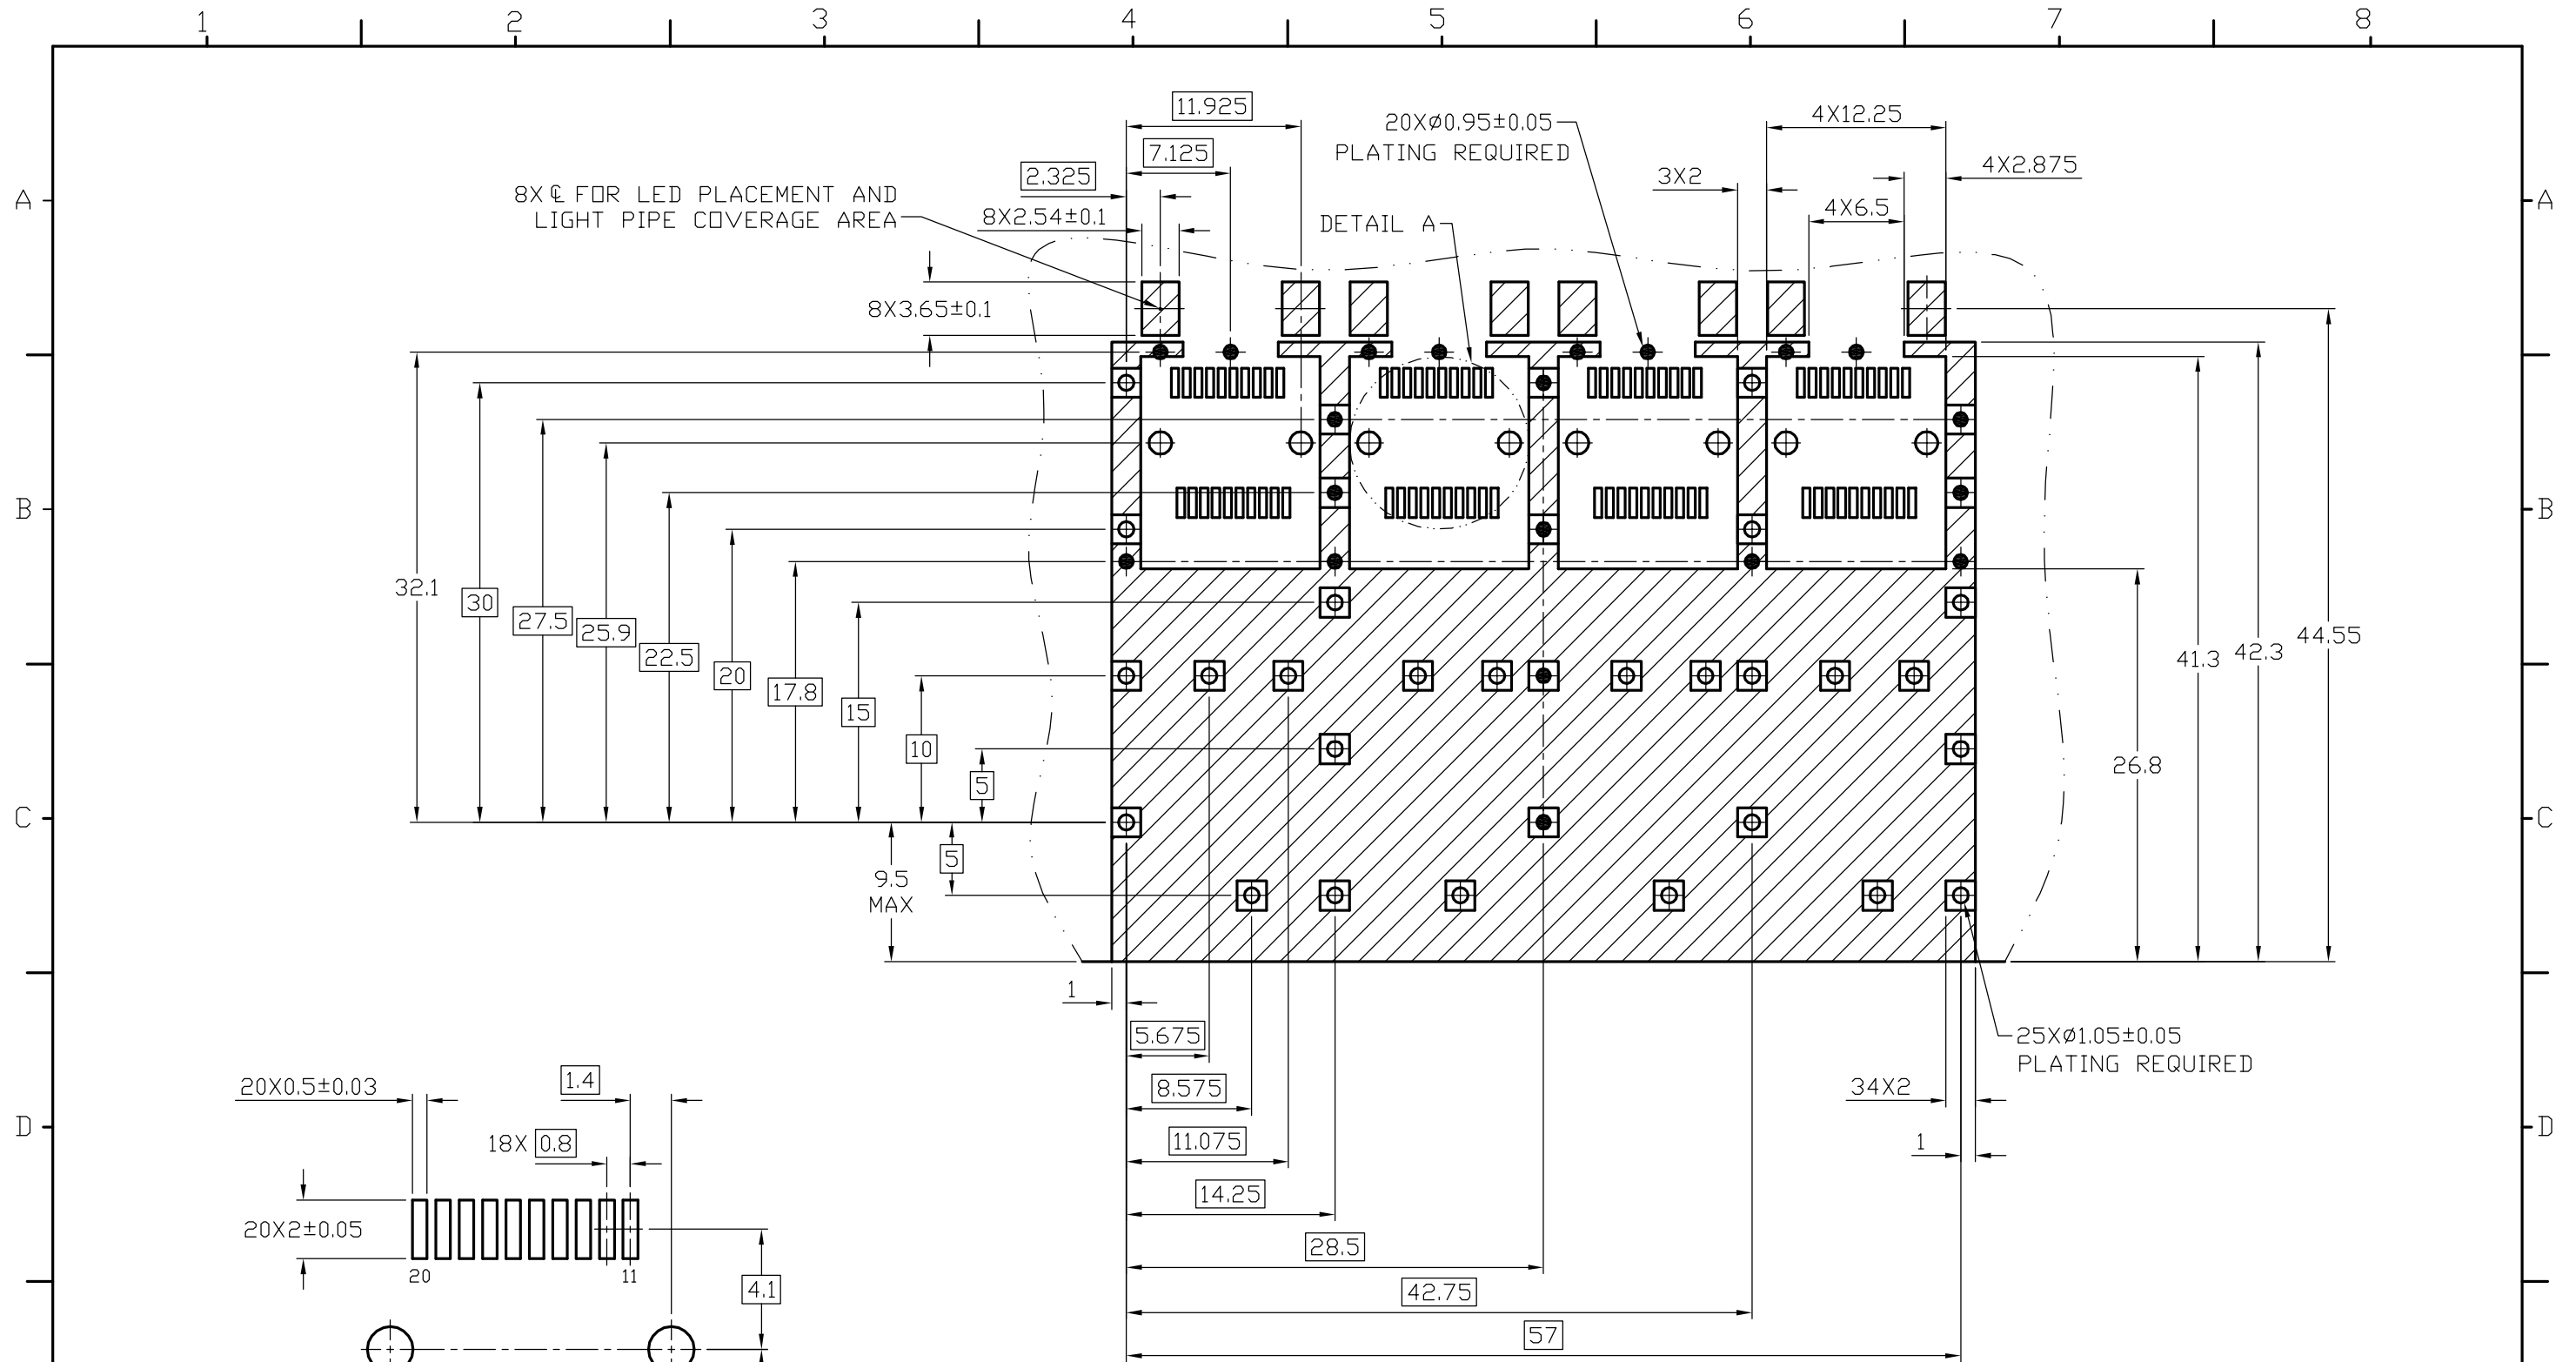 1 2 3 4 5 6 7 8
11.925
20XØ0.95±0.05
PLATING REQUIRED
4X12.25
7.125
2.325
3X2
4X2.875
A
A
8X ℄ FOR LED PLACEMENT AND
LIGHT PIPE COVERAGE AREA
8X2.54±0.1
DETAIL A
4X6.5
8X3.65±0.1
B
B
32.1
30
27.5
25.9
22.5
20
17.8
15
10
5
44.55
42.3
41.3
26.8
C
C
5
9.5
MAX
1
5.675
25XØ1.05±0.05
PLATING REQUIRED
20X0.5±0.03
1.4
8.575
34X2
D
D
18X 0.8
11.075
1
14.25
20X2±0.05
28.5
20
11
4.1
42.75
57